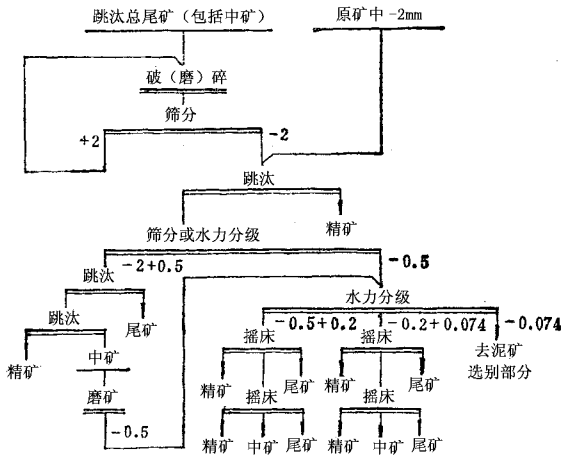 跳汰总尾矿（包括中矿） 原矿中 -2mm
破（磨）碎
筛分
+2 -2
跳汰
精矿
筛分或水力分级
-2+0.5 -0.5
跳汰
水力分级
跳汰 尾矿 -0.5+0.2 -0.2+0.074 -0.074
摇床 摇床 去泥矿
选别部分
精矿 中矿 精矿 尾矿 精矿 尾矿
磨矿 摇床 摇床
-0.5
精矿 中矿 尾矿 精矿 中矿 尾矿